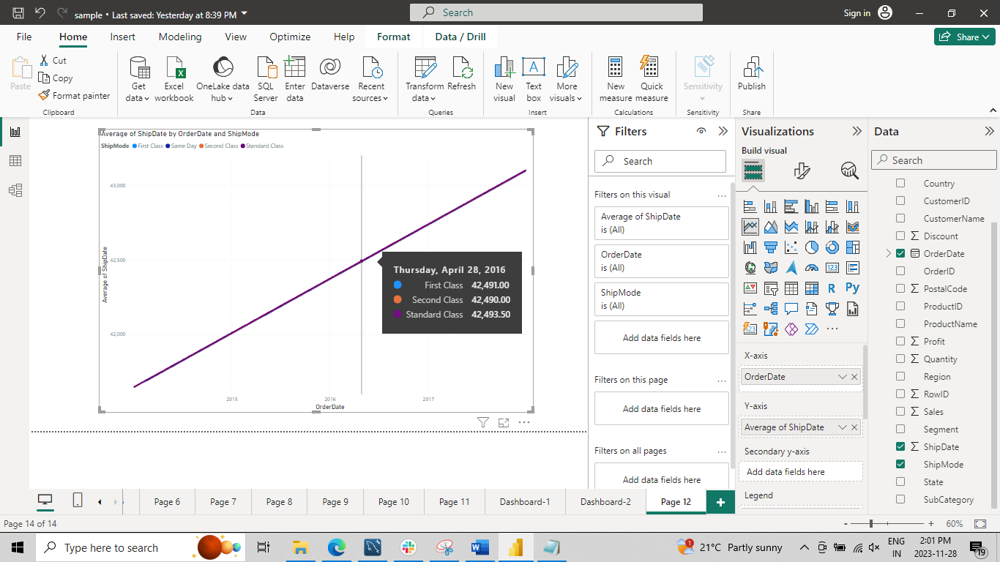 sample • Last saved: Yesterday at 8:39 PM
Search
Sign in
File Home Insert Modeling View Optimize Help Format Data / Drill
Share
Paste
Cut
Copy
Format painter
Clipboard
Get data
Excel workbook
OneLake data hub
SQL Server
Enter data
Dataverse
Recent sources
Data
Transform data
Refresh
Queries
New visual
Text box
More visuals
Insert
New measure
Quick measure
Calculations
Sensitivity
Sensitivity
Publish
Share
Average of ShipDate by OrderDate and ShipMode
ShipMode First Class Same Day Second Class Standard Class
43,000
42,500
42,000
Average of ShipDate
2015 2016 2017
OrderDate
Thursday, April 28, 2016
First Class 42,491.00
Second Class 42,490.00
Standard Class 42,493.50
Filters
Search
Filters on this visual
Average of ShipDate
is (All)
OrderDate
is (All)
ShipMode
is (All)
Add data fields here
Filters on this page
Add data fields here
Filters on all pages
Add data fields here
Visualizations
Build visual
123
R
Py
123
X-axis
OrderDate
Y-axis
Average of ShipDate
Secondary y-axis
Add data fields here
Legend
Data
Search
Country
CustomerID
CustomerName
Discount
OrderDate
OrderID
PostalCode
ProductID
ProductName
Profit
Quantity
Region
RowID
Sales
Segment
ShipDate
ShipMode
State
SubCategory
Page 6 Page 7 Page 8 Page 9 Page 10 Page 11 Dashboard-1 Dashboard-2 Page 12
Page 14 of 14
- + 60%
Type here to search
1
21°C Partly sunny
ENG
IN
2:01 PM
2023-11-28
19